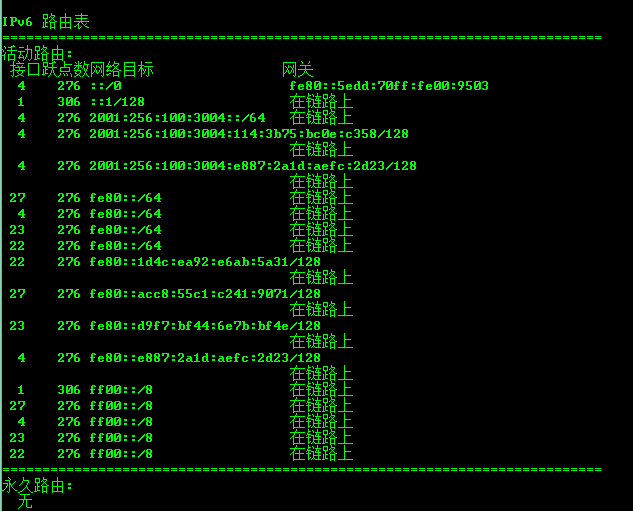 IPv6 路由表
===========================================================================
活动路由:
接口跃点数网络目标 网关
4 276 ::/0 fe80::5edd:70ff:fe00:9503
1 306 ::1/128 在链路上
4 276 2001:256:100:3004::/64 在链路上
4 276 2001:256:100:3004:114:3b75:bc0e:c358/128
在链路上
4 276 2001:256:100:3004:e887:2a1d:aefc:2d23/128
在链路上
27 276 fe80::/64 在链路上
4 276 fe80::/64 在链路上
23 276 fe80::/64 在链路上
22 276 fe80::/64 在链路上
22 276 fe80::1d4c:ea92:e6ab:5a31/128
在链路上
27 276 fe80::acc8:55c1:c241:9071/128
在链路上
23 276 fe80::d9f7:bf44:6e7b:bf4e/128
在链路上
4 276 fe80::e887:2a1d:aefc:2d23/128
在链路上
1 306 ff00::/8 在链路上
27 276 ff00::/8 在链路上
4 276 ff00::/8 在链路上
23 276 ff00::/8 在链路上
22 276 ff00::/8 在链路上
===========================================================================
永久路由:
无